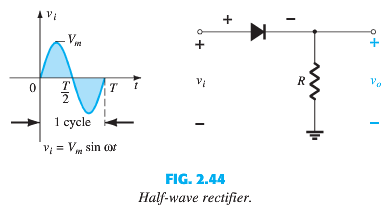 v_i
V_m
0
T/2
T
t
1 cycle
v_i = V_m sin ωt
+ −
+ +
v_i
R
v_o
− −
FIG. 2.44
Half-wave rectifier.